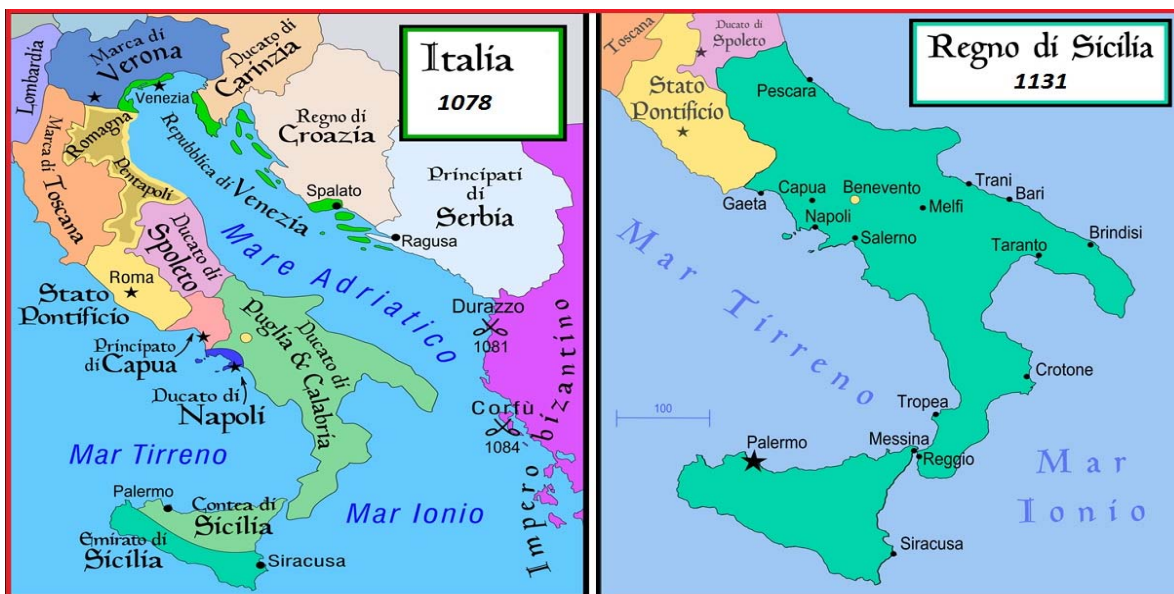 Italia
1078
Lombardia
Marca di
Verona
Ducato di
Carinzia
Venezia
Romagna
Pentapoli
Repubblica di Venezia
Regno di
Croazia
Spalato
Principati
di
Serbia
Ragusa
Marca di
Toscana
Ducato di
Spoleto
Mare Adriatico
Roma
Stato
Pontificio
Principato
di Capua
Ducato di
Napoli
Ducato di
Puglia & Calabria
Durazzo
1081
Corfù
1084
Impero bizantino
Mar Tirreno
Mar Ionio
Palermo
Contea di
Sicilia
Emirato di
Sicilia
Siracusa
Regno di Sicilia
1131
Toscana
Ducato di
Spoleto
Stato
Pontificio
Pescara
Gaeta
Capua
Benevento
Napoli
Salerno
Melfi
Trani
Bari
Taranto
Brindisi
Mar Tirreno
100
Crotone
Tropea
Messina
Reggio
Palermo
Mar
Ionio
Siracusa